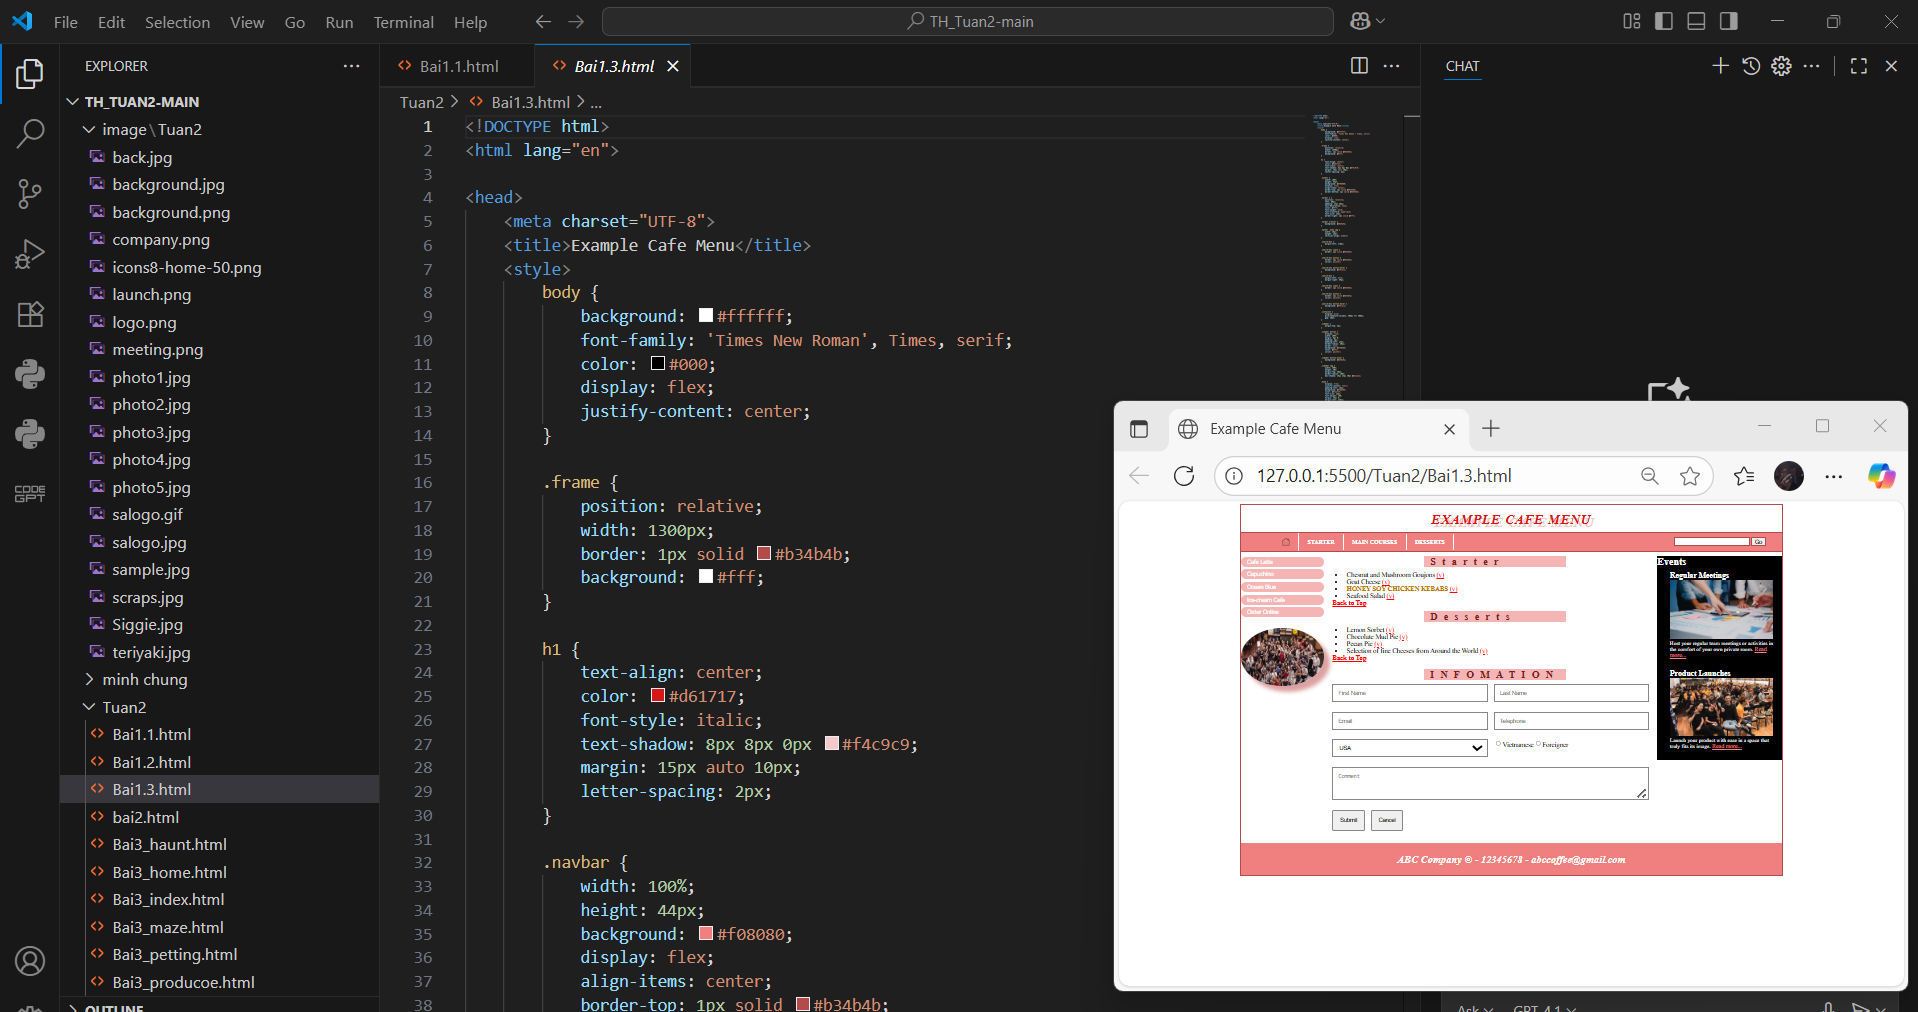 File Edit Selection View Go Run Terminal Help
TH_Tuan2-main
EXPLORER
TH_TUAN2-MAIN
image\Tuan2
back.jpg
background.jpg
background.png
company.png
icons8-home-50.png
launch.png
logo.png
meeting.png
photo1.jpg
photo2.jpg
photo3.jpg
photo4.jpg
photo5.jpg
salogo.gif
salogo.jpg
sample.jpg
scraps.jpg
Siggie.jpg
teriyaki.jpg
minh chung
Tuan2
Bai1.1.html
Bai1.2.html
Bai1.3.html
bai2.html
Bai3_haunt.html
Bai3_home.html
Bai3_index.html
Bai3_maze.html
Bai3_petting.html
Bai3_producoe.html
OUTLINE
CODE
GPT
Bai1.1.html
Bai1.3.html
Tuan2 > Bai1.3.html > ...
1 <!DOCTYPE html>
2 <html lang="en">
3
4 <head>
5 <meta charset="UTF-8">
6 <title>Example Cafe Menu</title>
7 <style>
8 body {
9 background: #ffffff;
10 font-family: 'Times New Roman', Times, serif;
11 color: #000;
12 display: flex;
13 justify-content: center;
14 }
15
16 .frame {
17 position: relative;
18 width: 1300px;
19 border: 1px solid #b34b4b;
20 background: #fff;
21 }
22
23 h1 {
24 text-align: center;
25 color: #d61717;
26 font-style: italic;
27 text-shadow: 8px 8px 0px #f4c9c9;
28 margin: 15px auto 10px;
29 letter-spacing: 2px;
30 }
31
32 .navbar {
33 width: 100%;
34 height: 44px;
35 background: #f08080;
36 display: flex;
37 align-items: center;
38 border-top: 1px solid #b34b4b;
CHAT
Ask
GPT-4.1
Example Cafe Menu
127.0.0.1:5500/Tuan2/Bai1.3.html
EXAMPLE CAFE MENU
STARTER MAIN COURSES DESSERTS
Go
Cafe Latte
Capuchino
Ocean Blue
Ice-cream Cafe
Order Online
Starter
Chesnut and Mushroom Goujons (v)
Goat Cheese (v)
HONEY SOY CHICKEN KEBABS (v)
Seafood Salad (v)
Back to Top
Desserts
Lemon Sorbet (v)
Chocolate Mud Pie (v)
Pecan Pie (v)
Selection of fine Cheeses from Around the World (v)
Back to Top
INFOMATION
First Name
Last Name
Email
Telephone
USA
Vietnamese Foreigner
Comment
Submit
Cancel
Events
Regular Meetings
Host your regular team meetings or activities in
the comfort of your own private room. Read
more...
Product Launches
Launch your product with ease in a space that
truly fits its image. Read more...
ABC Company ® - 12345678 - abccoffee@gmail.com